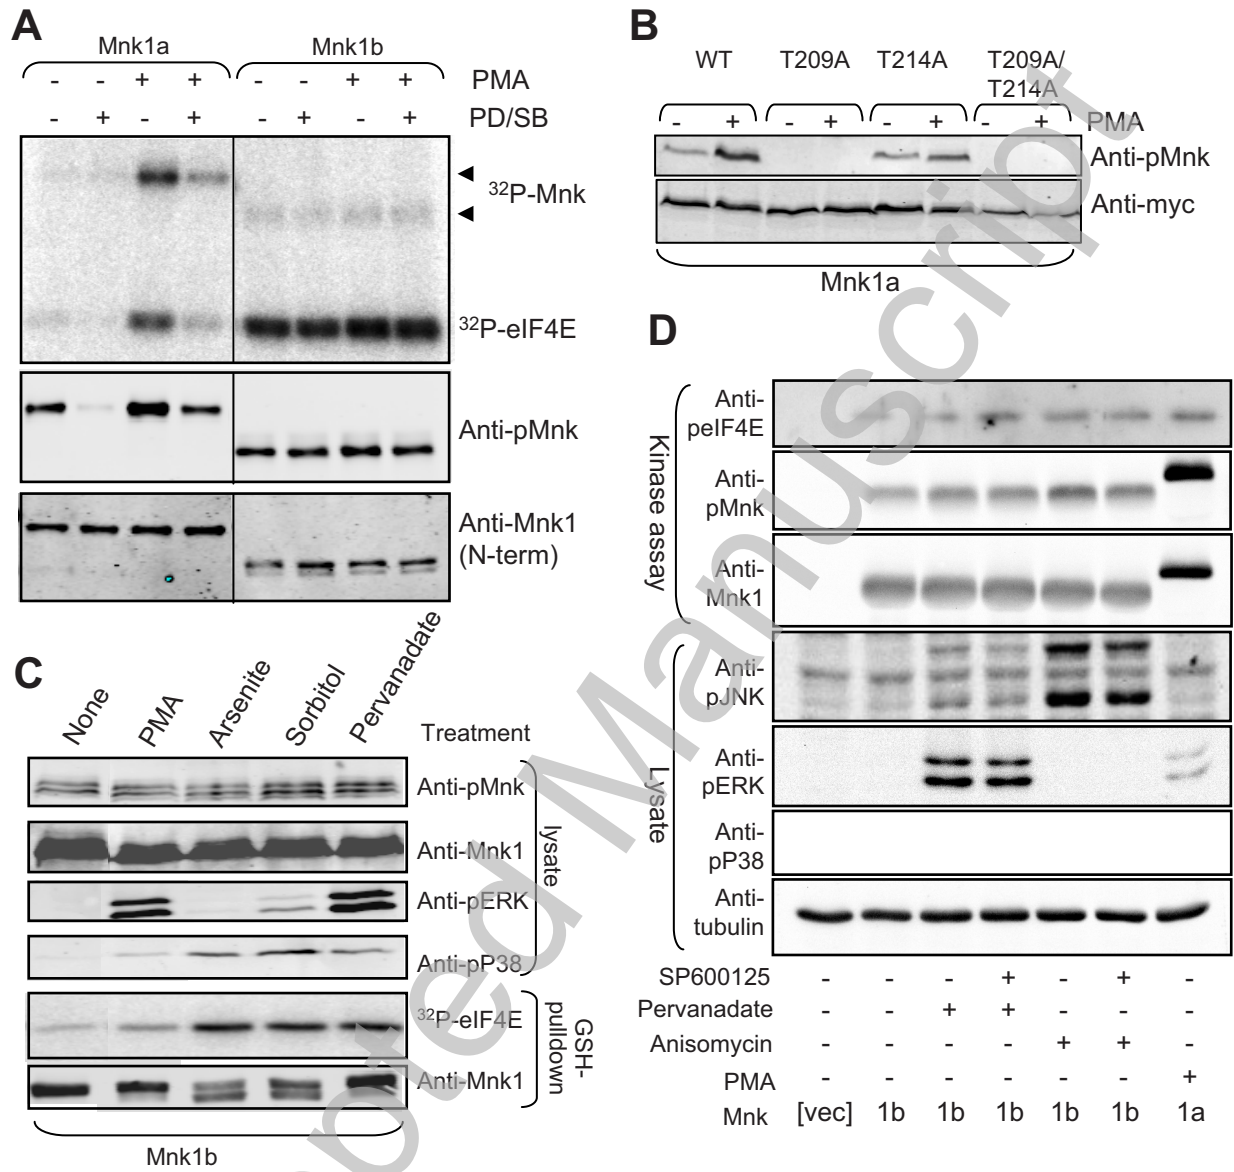 A
Mnk1a Mnk1b
- - + + - - + + PMA
- + - + - + - + PD/SB
32P-Mnk
32P-eIF4E
Anti-pMnk
Anti-Mnk1
(N-term)
B
WT T209A T214A T209A/
T214A
- + - + - + - + PMA
Anti-pMnk
Anti-myc
Mnk1a
C
None PMA Arsenite Sorbitol Pervanadate
Treatment
Anti-pMnk
Anti-Mnk1
Anti-pERK
Anti-pP38
lysate
32P-eIF4E
Anti-Mnk1
GSH-
pulldown
Mnk1b
D
Kinase assay
Anti-
peIF4E
Anti-
pMnk
Anti-
Mnk1
Lysate
Anti-
pJNK
Anti-
pERK
Anti-
pP38
Anti-
tubulin
SP600125 - - - + - + -
Pervanadate - - + + - - -
Anisomycin - - - - + + -
PMA - - - - - - +
Mnk [vec] 1b 1b 1b 1b 1b 1a
pted Manuscript